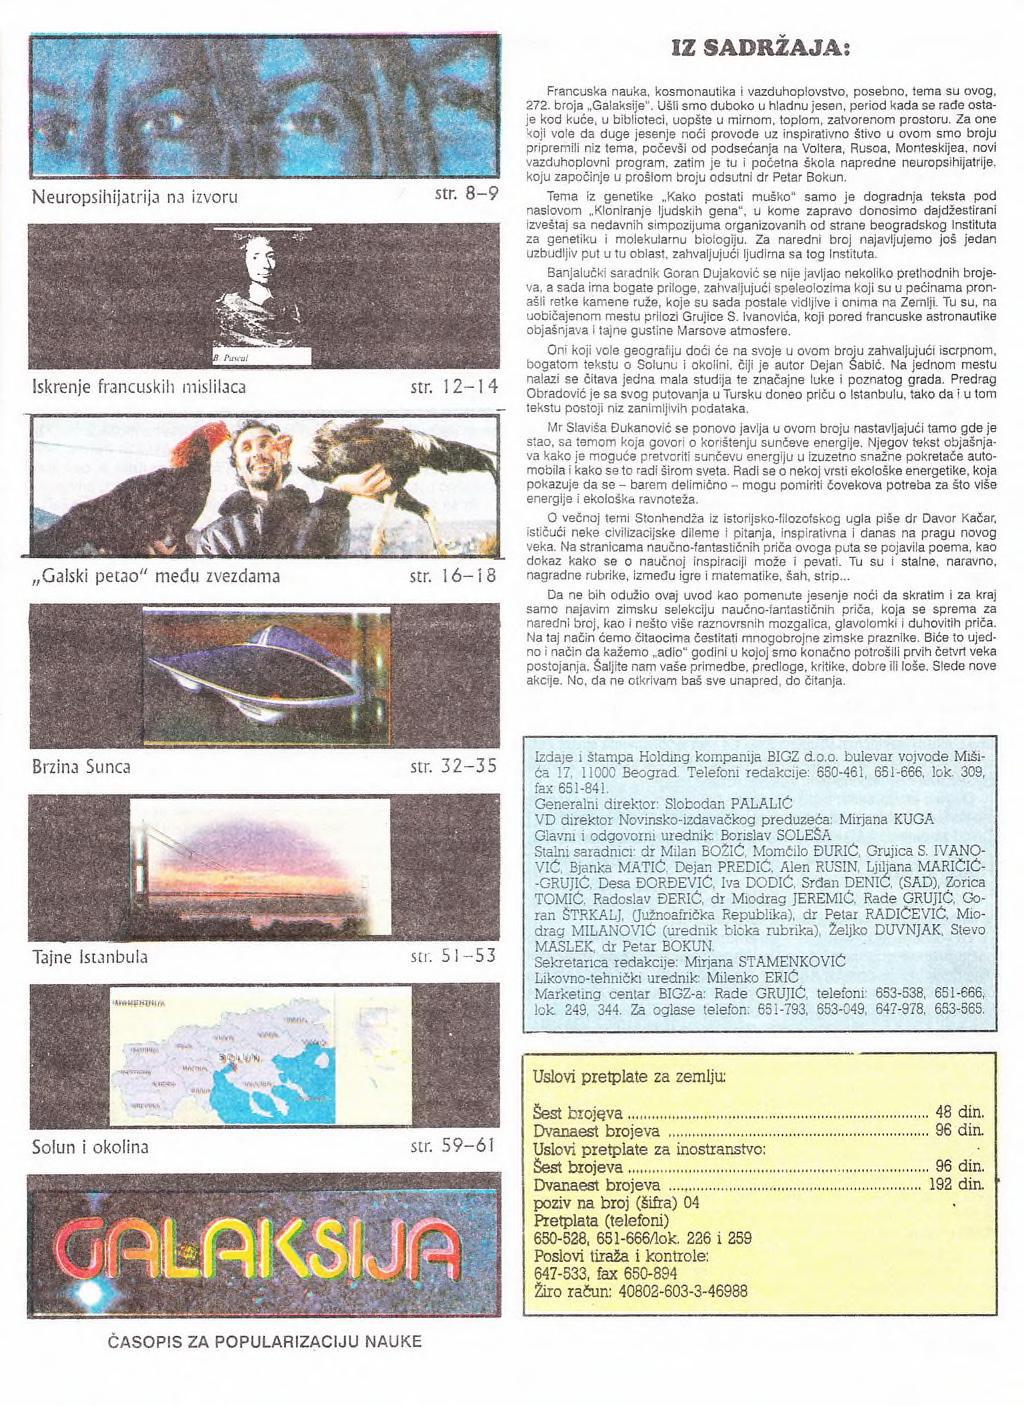 Neuropsihijatrija na izvoru str. 8–9
B. Pascal
Iskrenje francuskih mislilaca str. 12–14
„Galski petao" među zvezdama str. 16–18
Brzina Sunca str. 32–35
Tajne Istanbula str. 51–53
SOLUN
Solun i okolina str. 59–61
GALAKSIJA
ČASOPIS ZA POPULARIZACIJU NAUKE
IZ SADRŽAJA:
Francuska nauka, kosmonautika i vazduhoplovstvo, posebno, tema su ovog,
272. broja „Galaksije". Ušli smo duboko u hladnu jesen, period kada se rađe osta-
je kod kuće, u biblioteci, uopšte u mirnom, toplom, zatvorenom prostoru. Za one
koji vole da duge jesenje noći provode uz inspirativno štivo u ovom smo broju
pripremili niz tema, počevši od podsećanja na Voltera, Rusoa, Monteskijea, novi
vazduhoplovni program, zatim je tu i početna škola napredne neuropsihijatrije,
koju započinje u prošlom broju odsutni dr Petar Bokun.
Tema iz genetike „Kako postati muško" samo je dogradnja teksta pod
naslovom „Kloniranje ljudskih gena", u kome zapravo donosimo dajdžestirani
izveštaj sa nedavnih simpozijuma organizovanih od strane beogradskog Instituta
za genetiku i molekularnu biologiju. Za naredni broj najavljujemo još jedan
uzbudljiv put u tu oblast, zahvaljujući ljudima sa tog Instituta.
Banjalučki saradnik Goran Dujaković se nije javljao nekoliko prethodnih broje-
va, a sada ima bogate priloge, zahvaljujući speleolozima koji su u pećinama pron-
ašli retke kamene ruže, koje su sada postale vidljive i onima na Zemlji. Tu su, na
uobičajenom mestu prilozi Grujice S. Ivanovića, koji pored francuske astronautike
objašnjava i tajne gustine Marsove atmosfere.
Oni koji vole geografiju doći će na svoje u ovom broju zahvaljujući iscrpnom,
bogatom tekstu o Solunu i okolini, čiji je autor Dejan Šabić. Na jednom mestu
nalazi se čitava jedna mala studija te značajne luke i poznatog grada. Predrag
Obradović je sa svog putovanja u Tursku doneo priču o Istanbulu, tako da i u tom
tekstu postoji niz zanimljivih podataka.
Mr Slaviša Đukanović se ponovo javlja u ovom broju nastavljajući tamo gde je
stao, sa temom koja govori o korištenju sunčeve energije. Njegov tekst objašnja-
va kako je moguće pretvoriti sunčevu energiju u izuzetno snažne pokretače auto-
mobila i kako se to radi širom sveta. Radi se o nekoj vrsti ekološke energetike, koja
pokazuje da se – barem delimično – mogu pomiriti čovekova potreba za što više
energije i ekološka ravnoteža.
O večnoj temi Stonhendža iz istorijsko-filozofskog ugla piše dr Davor Kačar,
ističući neke civilizacijske dileme i pitanja, inspirativna i danas na pragu novog
veka. Na stranicama naučno-fantastičnih priča ovoga puta se pojavila poema, kao
dokaz kako se o naučnoj inspiraciji može i pevati. Tu su i stalne, naravno,
nagradne rubrike, između igre i matematike, šah, strip...
Da ne bih odužio ovaj uvod kao pomenute jesenje noći da skratim i za kraj
samo najavim zimsku selekciju naučno-fantastičnih priča, koja se sprema za
naredni broj, kao i nešto više raznovrsnih mozgalica, glavolomki i duhovitih priča.
Na taj način ćemo čitaocima čestitati mnogobrojne zimske praznike. Biće to ujed-
no i način da kažemo „adio" godini u kojoj smo konačno potrošili prvih četvrt veka
postojanja. Šaljite nam vaše primedbe, predloge, kritike, dobre ili loše. Slede nove
akcije. No, da ne otkrivam baš sve unapred, do čitanja.
Izdaje i štampa Holding kompanija BIGZ d.o.o. bulevar vojvode Miši-
ća 17, 11000 Beograd. Telefoni redakcije: 650-461, 651-666, lok. 309,
fax 651-841.
Generalni direktor: Slobodan PALALIĆ
VD direktor Novinsko-izdavačkog preduzeća: Mirjana KUGA
Glavni i odgovorni urednik: Borislav SOLEŠA
Stalni saradnici: dr Milan BOŽIĆ, Momčilo ĐURIĆ, Grujica S. IVANO-
VIĆ, Bjanka MATIĆ, Dejan PREDIĆ, Alen RUSIN, Ljiljana MARIČIĆ-
-GRUJIĆ, Desa ĐORĐEVIĆ, Iva DODIĆ, Srđan DENIĆ, (SAD), Zorica
TOMIĆ, Radoslav ĐERIĆ, dr Miodrag JEREMIĆ, Rade GRUJIĆ, Go-
ran ŠTRKALJ, (Južnoafrička Republika), dr Petar RADIČEVIĆ, Mio-
drag MILANOVIĆ (urednik bloka rubrika), Željko DUVNJAK, Stevo
MASLEK, dr Petar BOKUN.
Sekretarica redakcije: Mirjana STAMENKOVIĆ
Likovno-tehnički urednik: Milenko ERIĆ
Marketing centar BIGZ-a: Rade GRUJIĆ, telefoni: 653-538, 651-666,
lok. 249, 344. Za oglase telefon: 651-793, 653-049, 647-978, 653-565.
Uslovi pretplate za zemlju:
Šest brojeva ........ 48 din.
Dvanaest brojeva ........ 96 din.
Uslovi pretplate za inostranstvo:
Šest brojeva ........ 96 din.
Dvanaest brojeva ........ 192 din.
poziv na broj (šifra) 04
Pretplata (telefoni)
650-528, 651-666/lok. 226 i 259
Poslovi tiraža i kontrole:
647-533, fax 650-894
Žiro račun: 40802-603-3-46988